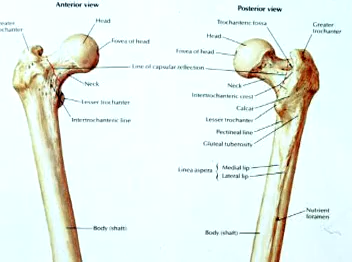 Anterior view
Head
Fovea of head
Line of capsular reflection
Neck
Lesser trochanter
Intertrochanteric line
Body (shaft)
Posterior view
Trochanteric fossa
Greater
trochanter
Head
Fovea of head
Neck
Intertrochanteric crest
Calcar
Lesser trochanter
Pectineal line
Gluteal tuberosity
Linea aspera
Medial lip
Lateral lip
Nutrient
foramen
Body (shaft)